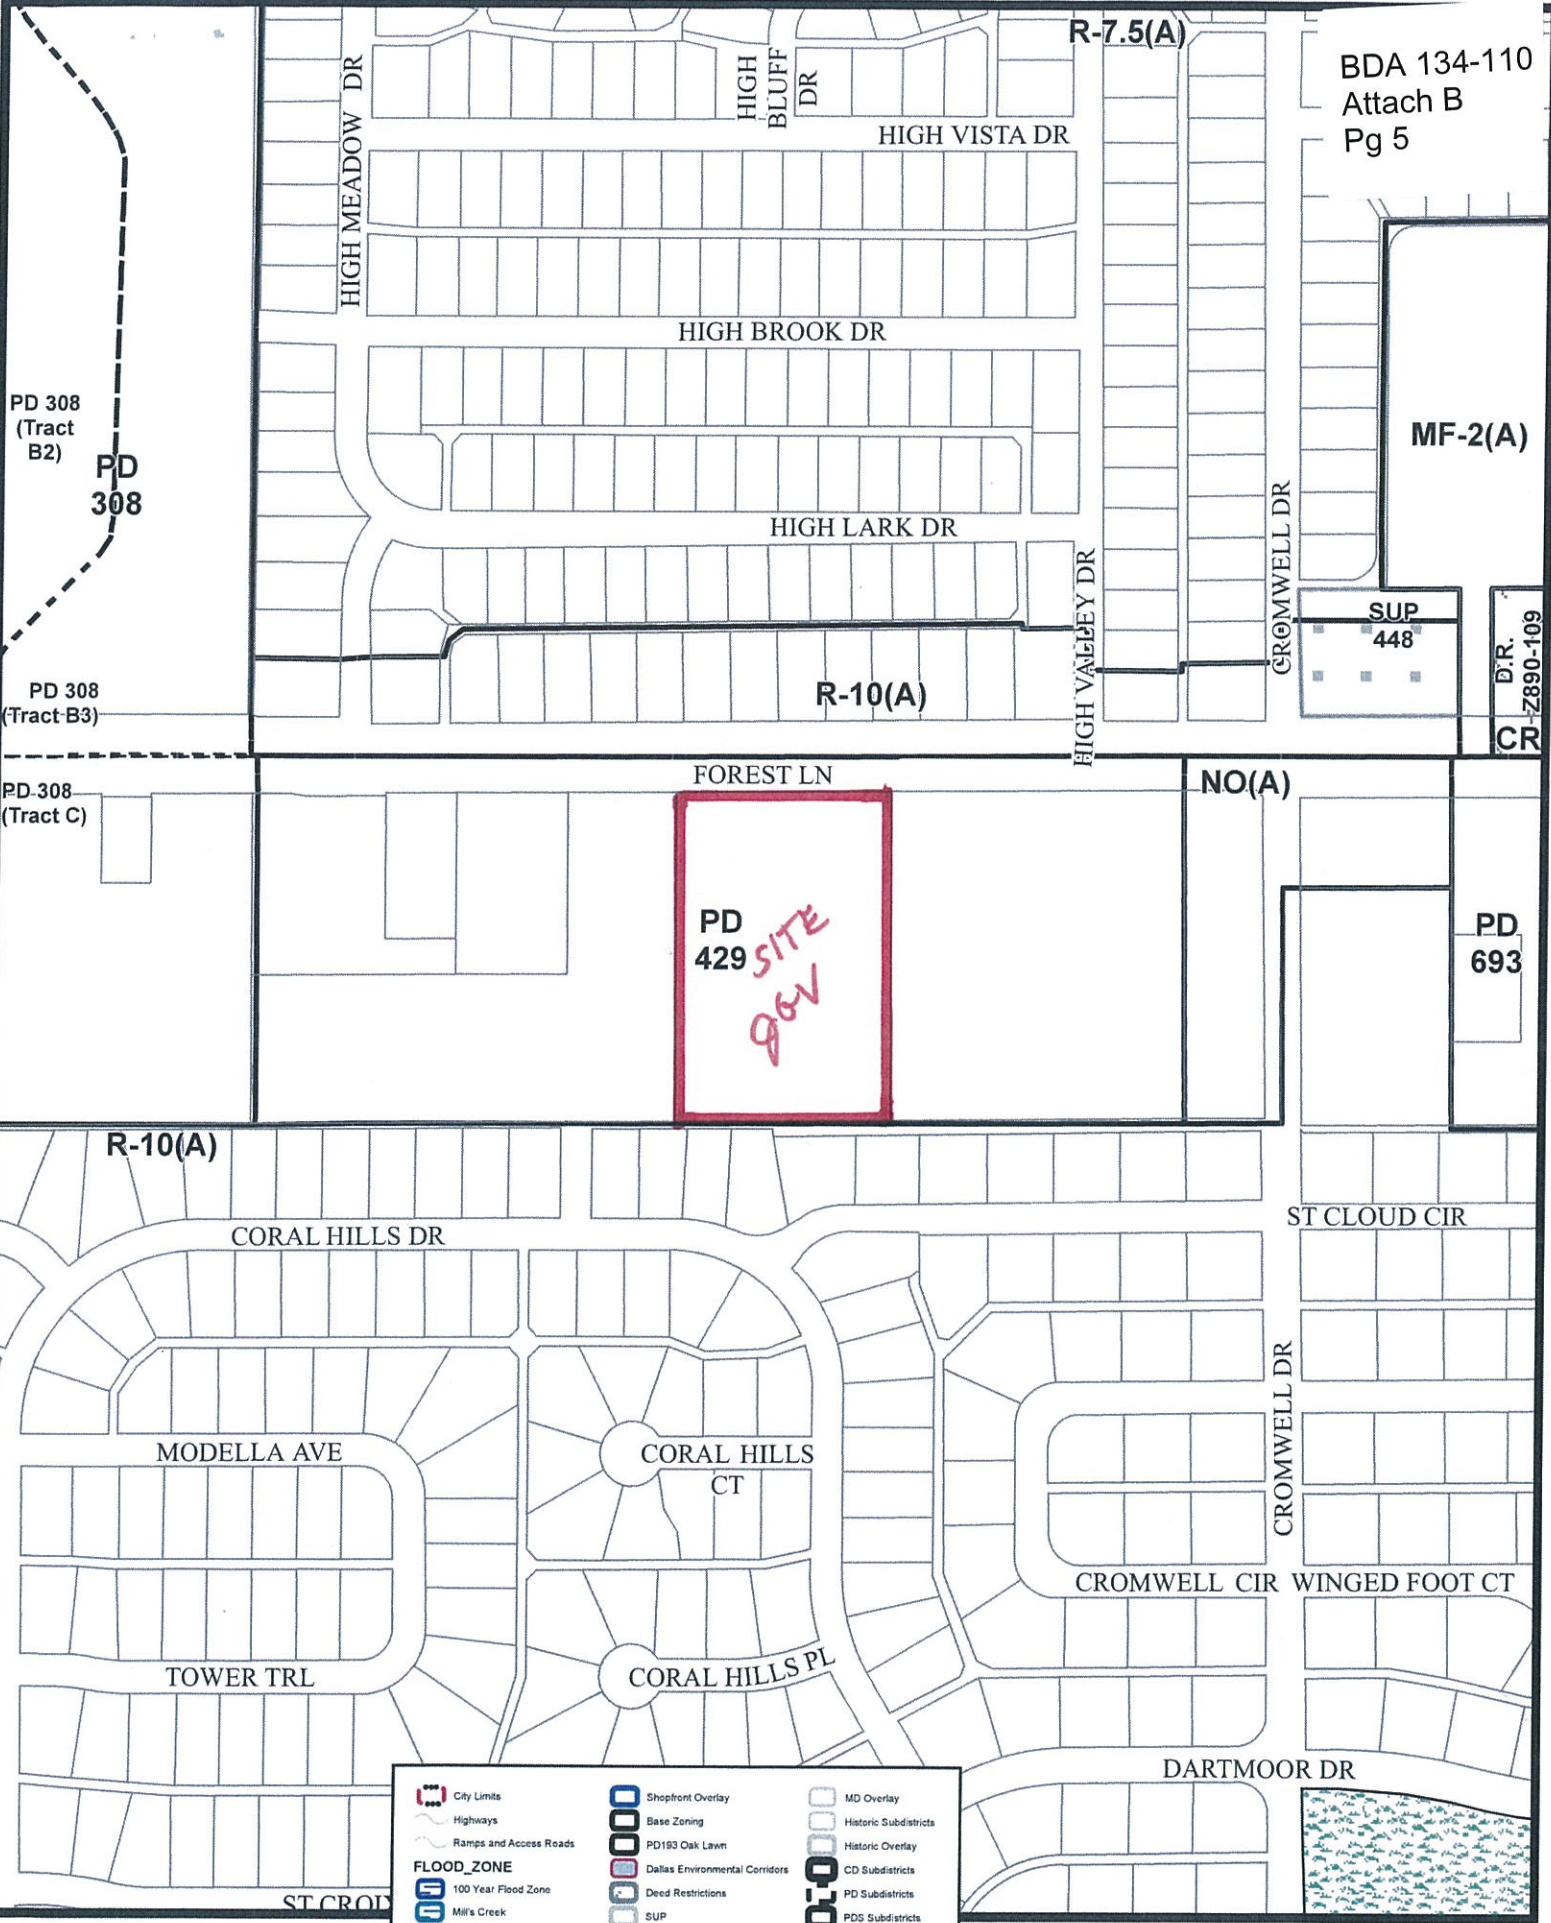 R-7.5(A)
BDA 134-110
Attach B
Pg 5
HIGH MEADOW DR
HIGH
BLUFF
DR
HIGH VISTA DR
HIGH BROOK DR
PD 308
(Tract
B2)
PD
308
MF-2(A)
HIGH LARK DR
HIGH VALLEY DR
CROMWELL DR
SUP
448
D.R.
Z890-109
PD 308
(Tract B3)
R-10(A)
CR
FOREST LN
NO(A)
PD 308
(Tract C)
PD
429
SITE
PD
693
R-10(A)
CORAL HILLS DR
ST CLOUD CIR
CROMWELL DR
MODELLA AVE
CORAL HILLS
CT
CROMWELL CIR
WINGED FOOT CT
TOWER TRL
CORAL HILLS PL
DARTMOOR DR
City Limits
Highways
Ramps and Access Roads
FLOOD_ZONE
100 Year Flood Zone
Mill's Creek
Shopfront Overlay
Base Zoning
PD193 Oak Lawn
Dallas Environmental Corridors
Deed Restrictions
SUP
MD Overlay
Historic Subdistricts
Historic Overlay
CD Subdistricts
PD Subdistricts
PDS Subdistricts
ST CROIX